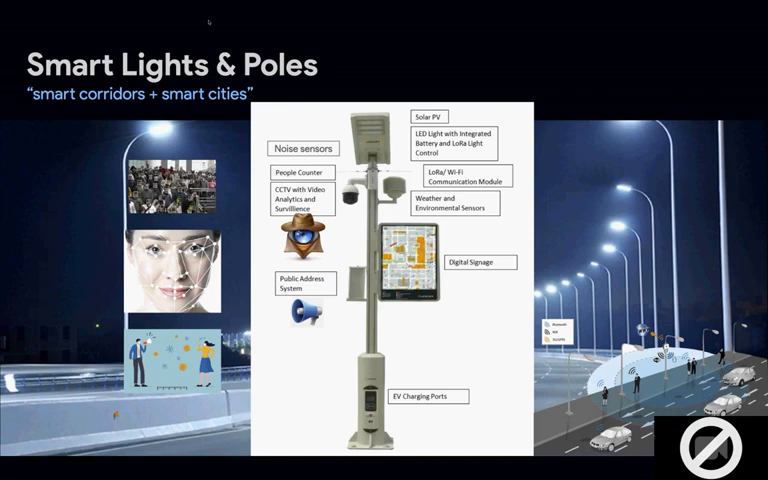 Smart Lights & Poles
“smart corridors + smart cities”
Solar PV
LED Light with Integrated
Battery and LoRa Light
Control
Noise sensors
People Counter
LoRa/ Wi-Fi
Communication Module
CCTV with Video
Analytics and
Survillience
Weather and
Environmental Sensors
Digital Signage
Public Address
System
EV Charging Ports